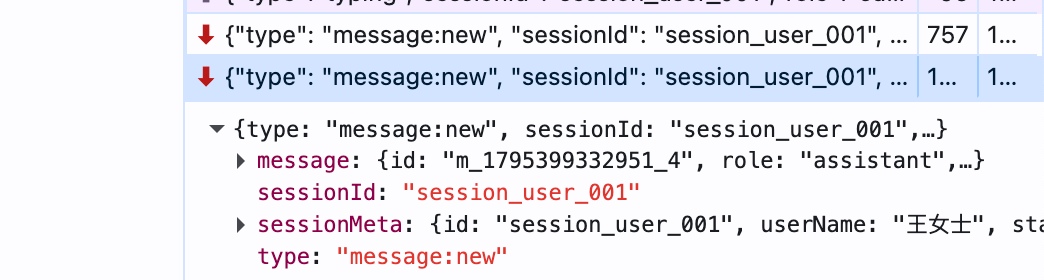 {"type": "message:new", "sessionId": "session_user_001", ... 757 1...
{"type": "message:new", "sessionId": "session_user_001", ... 1... 1...
▼ {type: "message:new", sessionId: "session_user_001",…}
▶ message: {id: "m_1795399332951_4", role: "assistant",…}
sessionId: "session_user_001"
▶ sessionMeta: {id: "session_user_001", userName: "王女士", sta
type: "message:new"